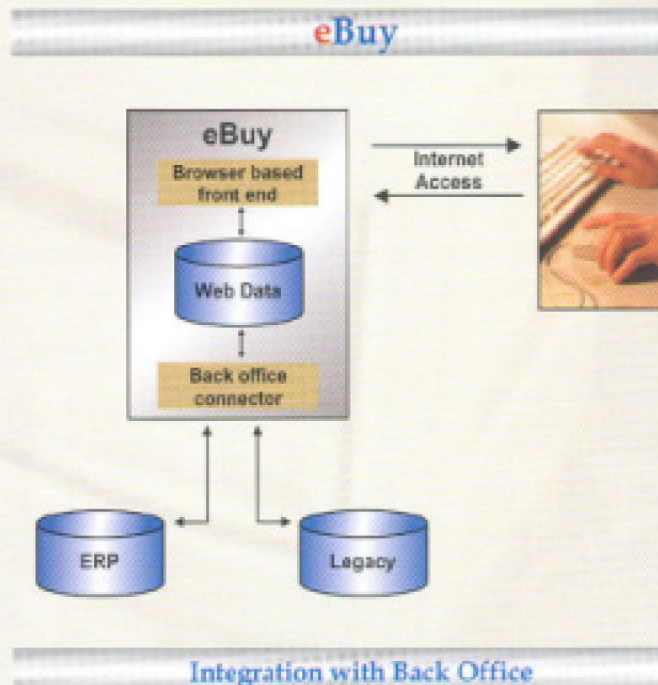 eBuy
eBuy
Browser based
front end
Internet
Access
Web Data
Back office
connector
ERP
Legacy
Integration with Back Office